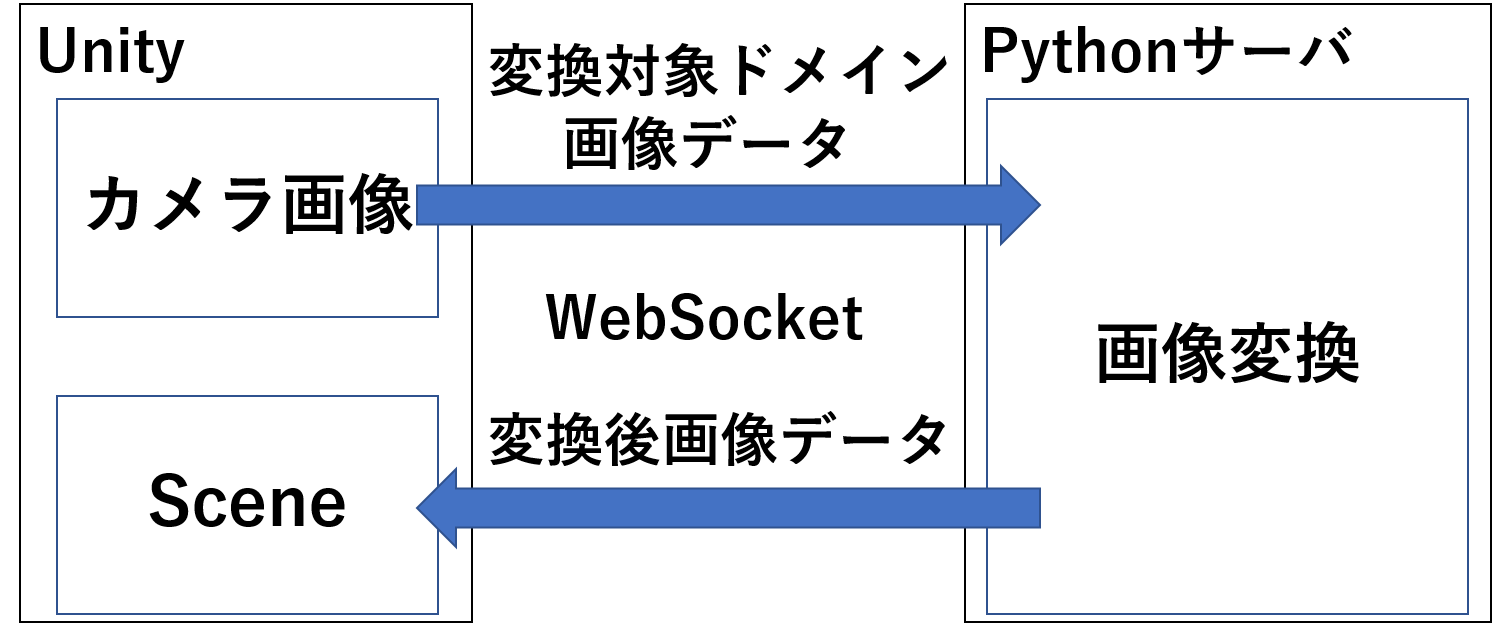 Unity
カメラ画像
Scene
変換対象ドメイン
画像データ
WebSocket
変換後画像データ
Pythonサーバ
画像変換